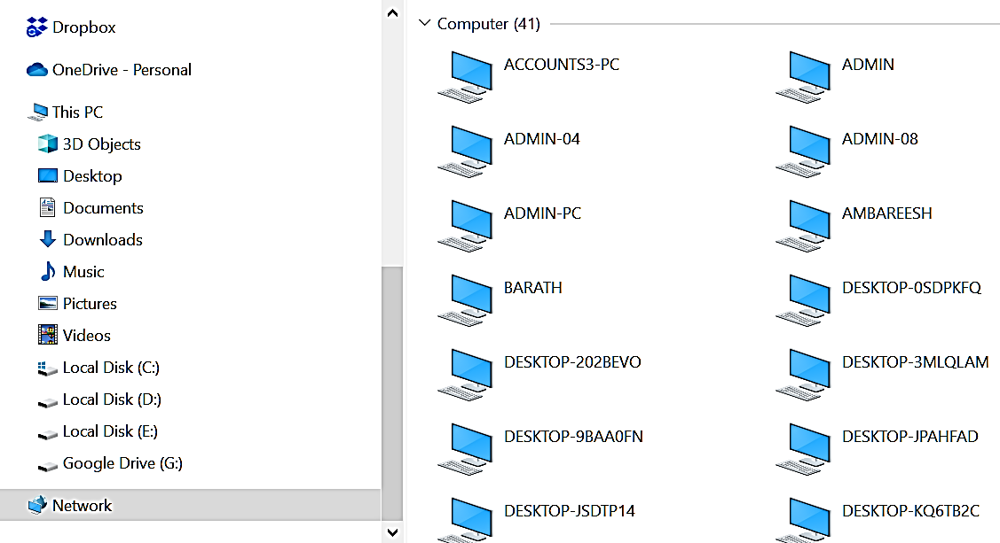 Dropbox
OneDrive - Personal
This PC
3D Objects
Desktop
Documents
Downloads
Music
Pictures
Videos
Local Disk (C:)
Local Disk (D:)
Local Disk (E:)
Google Drive (G:)
Network
Computer (41)
ACCOUNTS3-PC
ADMIN
ADMIN-04
ADMIN-08
ADMIN-PC
AMBAREESH
BARATH
DESKTOP-0SDPKFQ
DESKTOP-202BEVO
DESKTOP-3MLQLAM
DESKTOP-9BAA0FN
DESKTOP-JPAHFAD
DESKTOP-JSDTP14
DESKTOP-KQ6TB2C